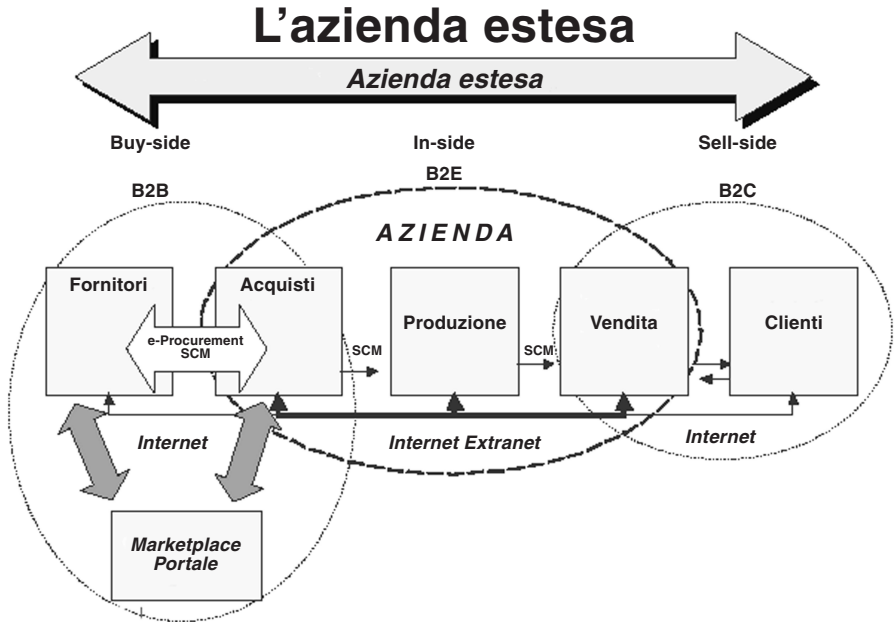 L'azienda estesa
Azienda estesa
Buy-side
In-side
Sell-side
B2B
B2E
B2C
AZIENDA
Fornitori
Acquisti
Produzione
Vendita
Clienti
e-Procurement
SCM
SCM
SCM
Internet
Internet Extranet
Internet
Marketplace
Portale